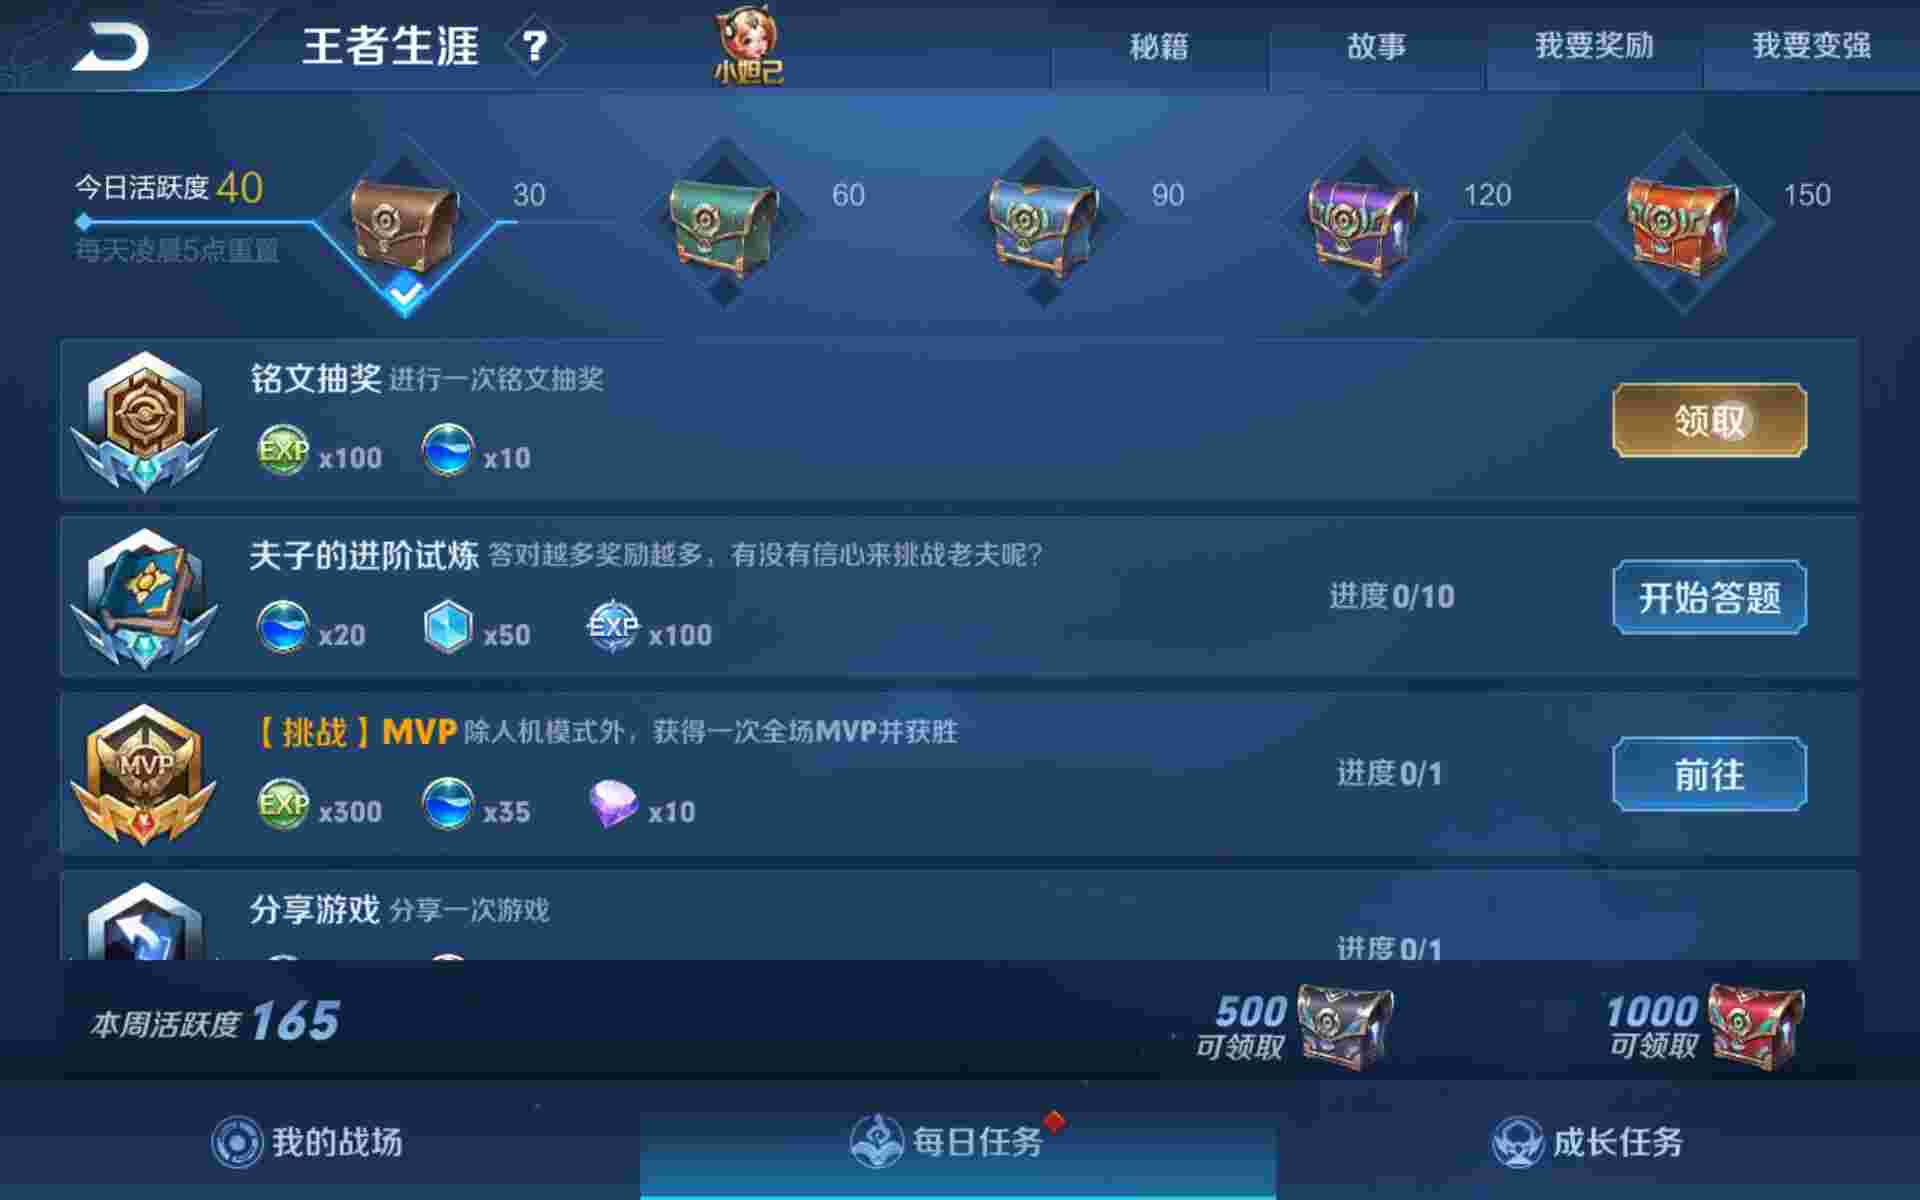 王者生涯 ?
小妲己
秘籍 故事 我要奖励 我要变强
今日活跃度 40
每天凌晨5点重置
30 60 90 120 150
铭文抽奖 进行一次铭文抽奖
EXP x100 x10
领取
夫子的进阶试炼 答对越多奖励越多，有没有信心来挑战老夫呢?
x20 x50 EXP x100
进度0/10
开始答题
MVP
【挑战】MVP 除人机模式外，获得一次全场MVP并获胜
EXP x300 x35 x10
进度0/1
前往
分享游戏 分享一次游戏
进度0/1
本周活跃度 165
500
可领取
1000
可领取
我的战场 每日任务 成长任务